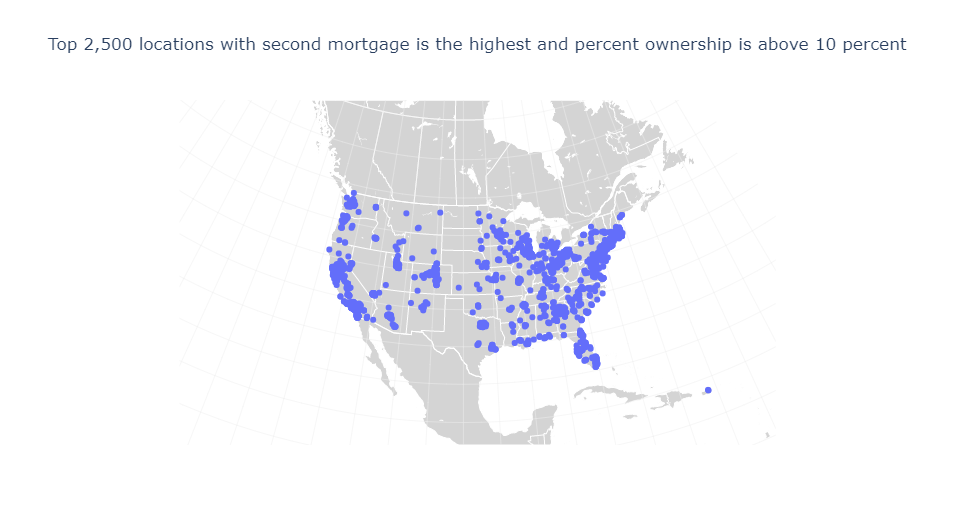 Top 2,500 locations with second mortgage is the highest and percent ownership is above 10 percent